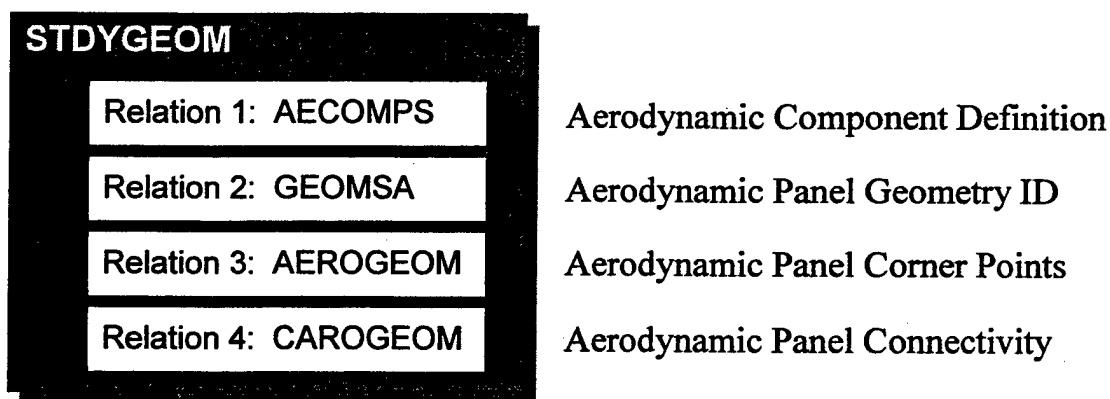 STDYGEOM
Relation 1: AECOMPS Aerodynamic Component Definition
Relation 2: GEOMSA Aerodynamic Panel Geometry ID
Relation 3: AEROGEOM Aerodynamic Panel Corner Points
Relation 4: CAROGEOM Aerodynamic Panel Connectivity